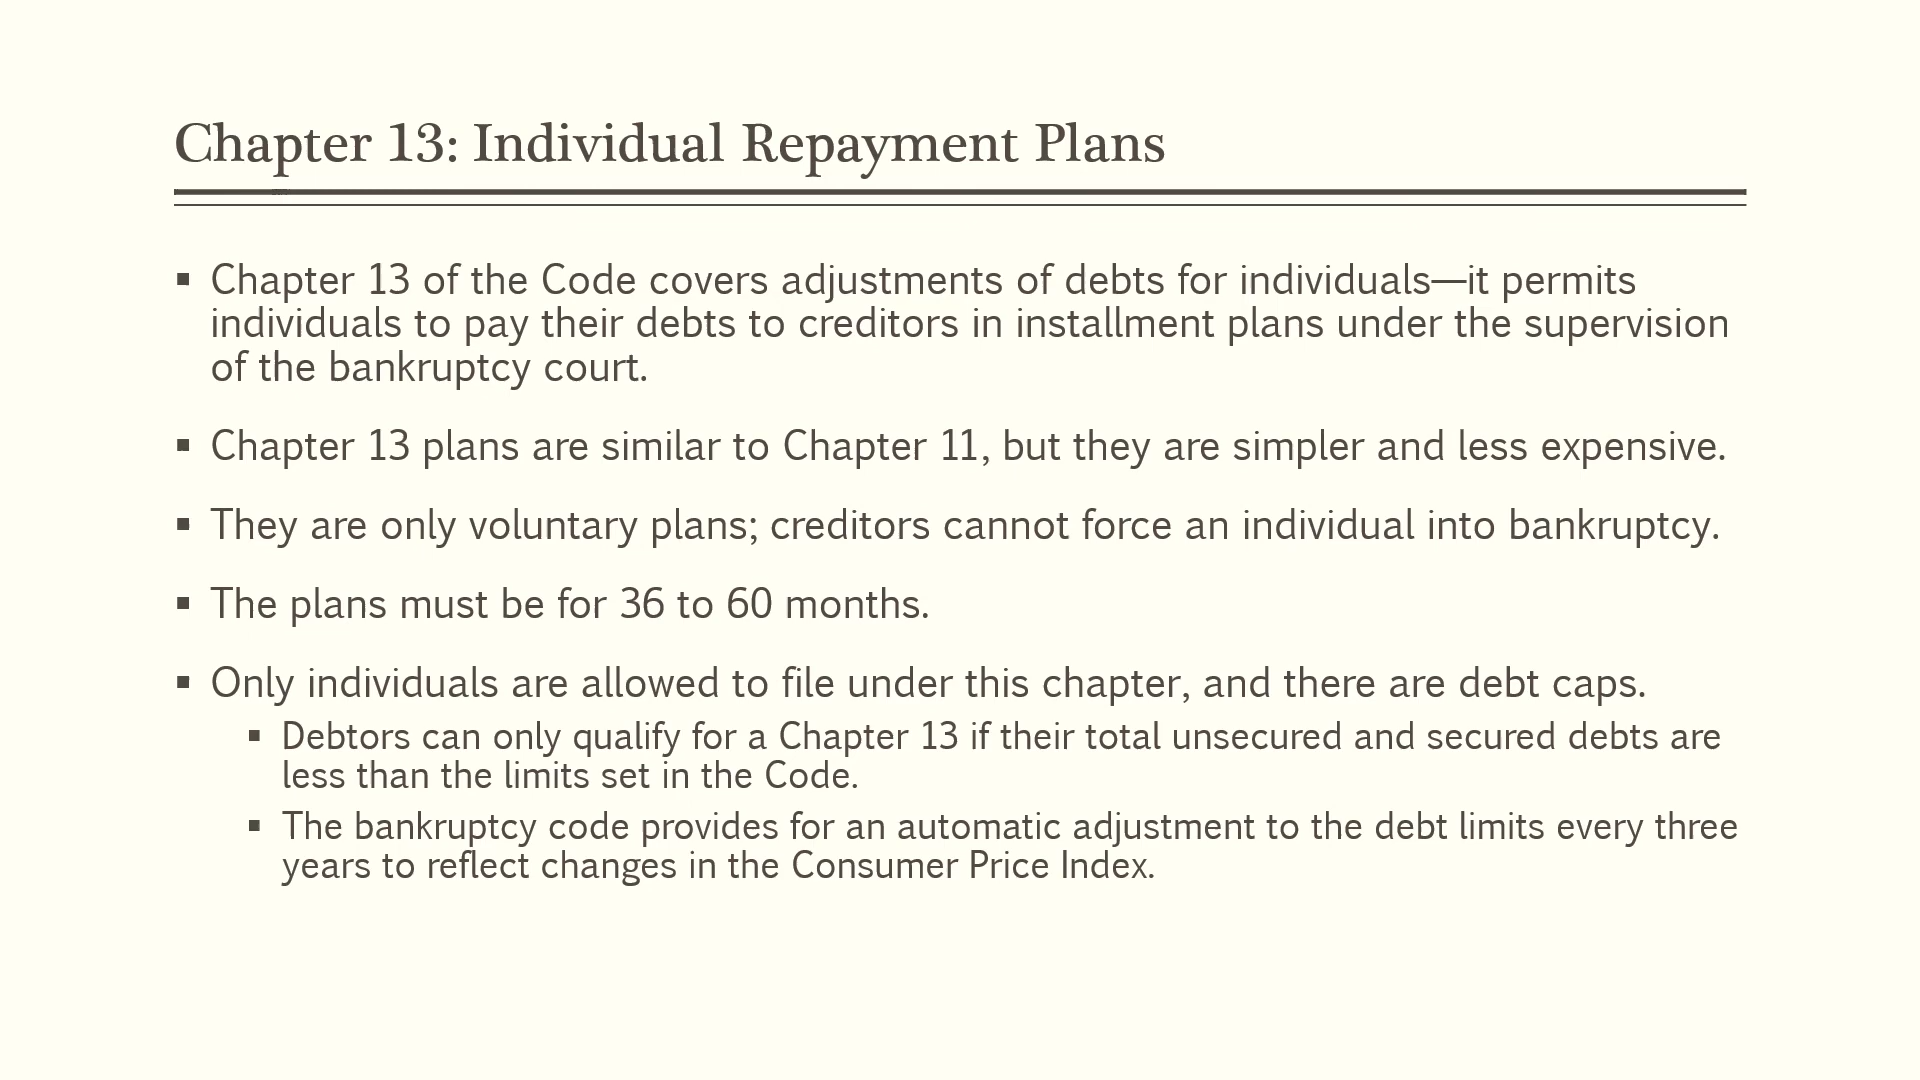 Chapter 13: Individual Repayment Plans
▪ Chapter 13 of the Code covers adjustments of debts for individuals—it permits
individuals to pay their debts to creditors in installment plans under the supervision
of the bankruptcy court.
▪ Chapter 13 plans are similar to Chapter 11, but they are simpler and less expensive.
▪ They are only voluntary plans; creditors cannot force an individual into bankruptcy.
▪ The plans must be for 36 to 60 months.
▪ Only individuals are allowed to file under this chapter, and there are debt caps.
▪ Debtors can only qualify for a Chapter 13 if their total unsecured and secured debts are
less than the limits set in the Code.
▪ The bankruptcy code provides for an automatic adjustment to the debt limits every three
years to reflect changes in the Consumer Price Index.